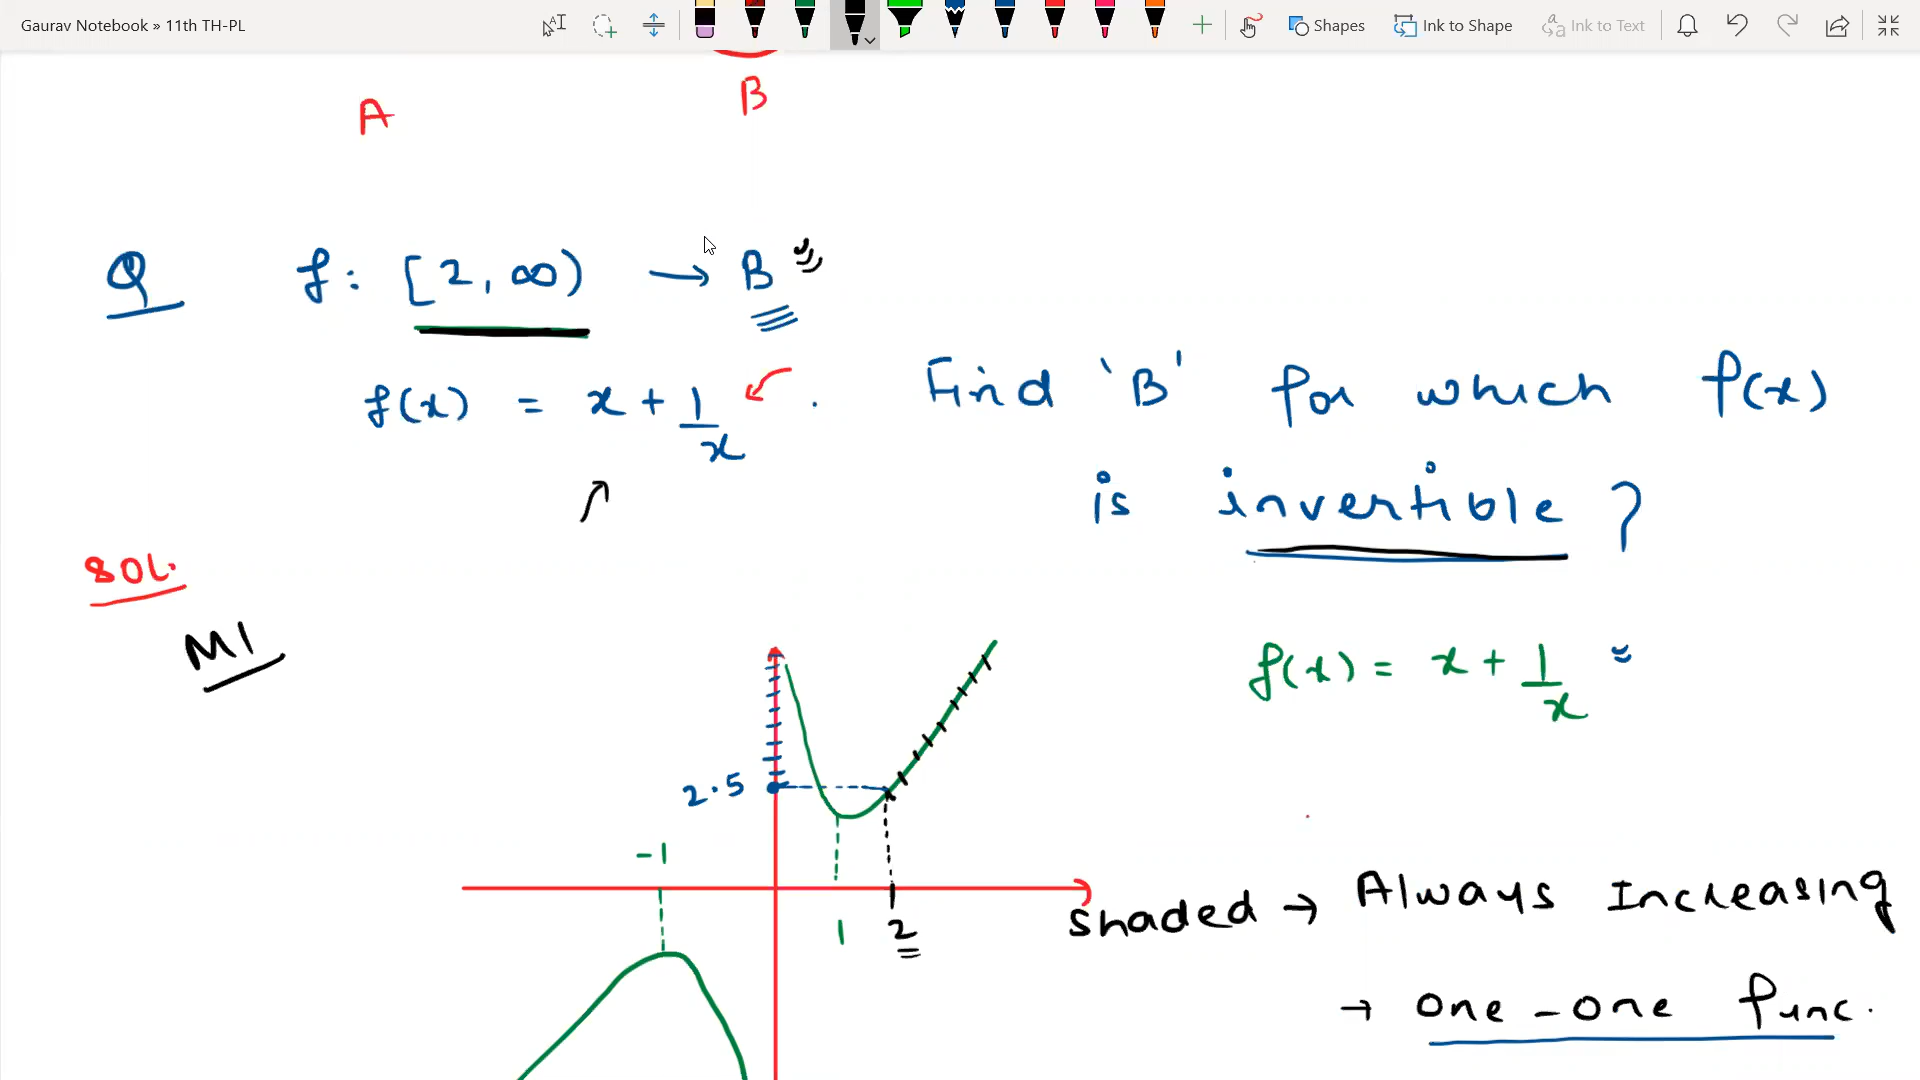 Gaurav Notebook » 11th TH-PL
Shapes
Ink to Shape
Ink to Text
A
B
Q f: [2, ∞) → B
f(x) = x + 1/x . Find 'B' for which f(x)
is invertible ?
SOL.
M1
f(x) = x + 1/x
2.5
-1
1
2
Shaded → Always Increasing
→ one-one func.